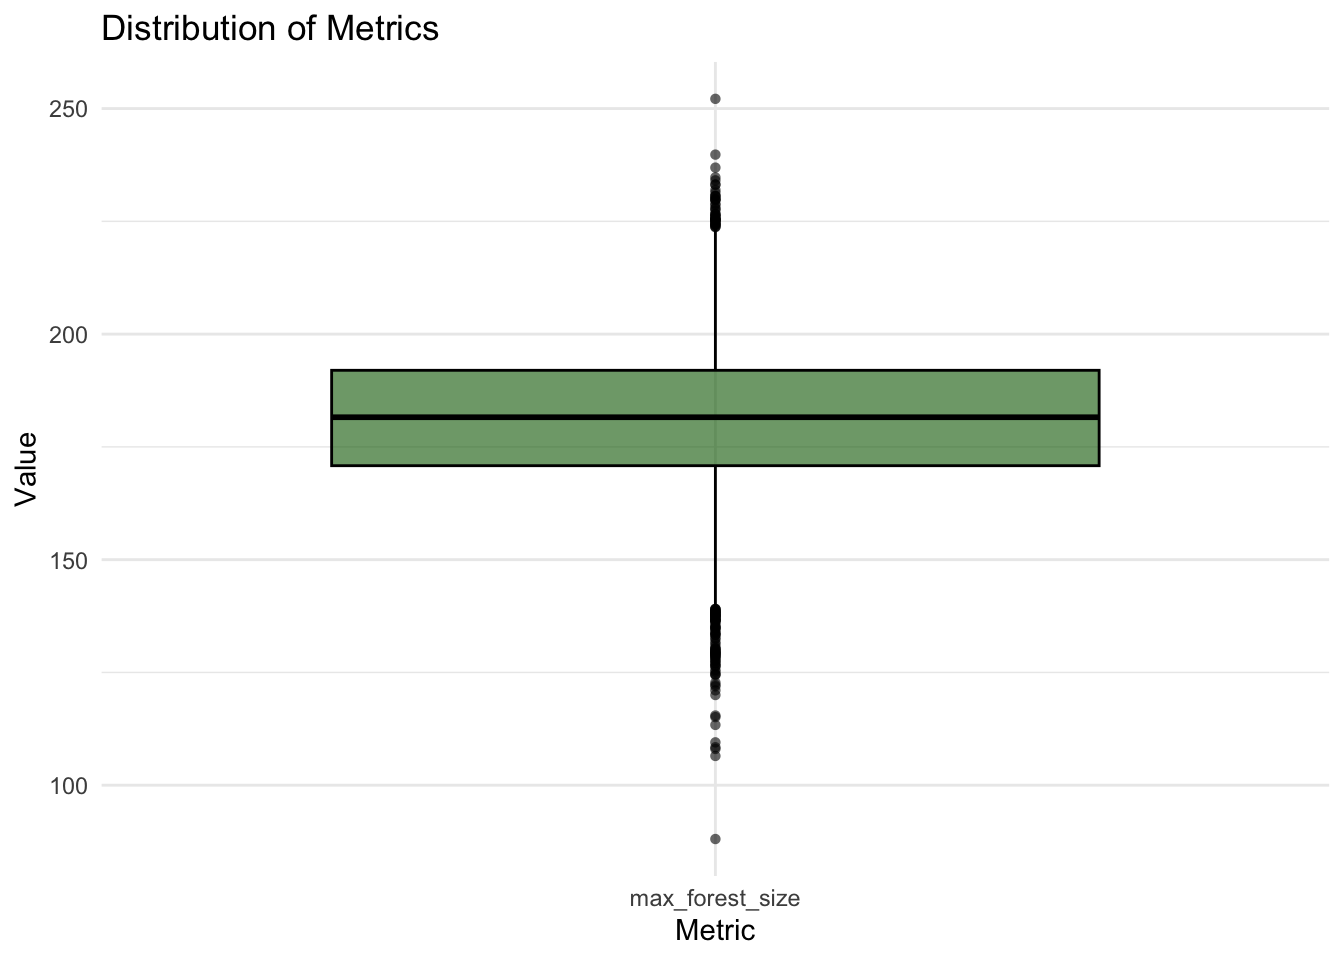 Distribution of Metrics
250
200
150
100
Value
max_forest_size
Metric